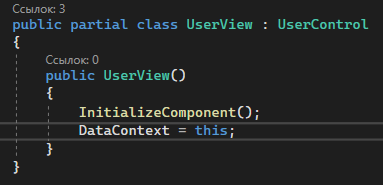 Ссылок: 3
public partial class UserView : UserControl
{
Ссылок: 0
public UserView()
{
InitializeComponent();
DataContext = this;
}
}